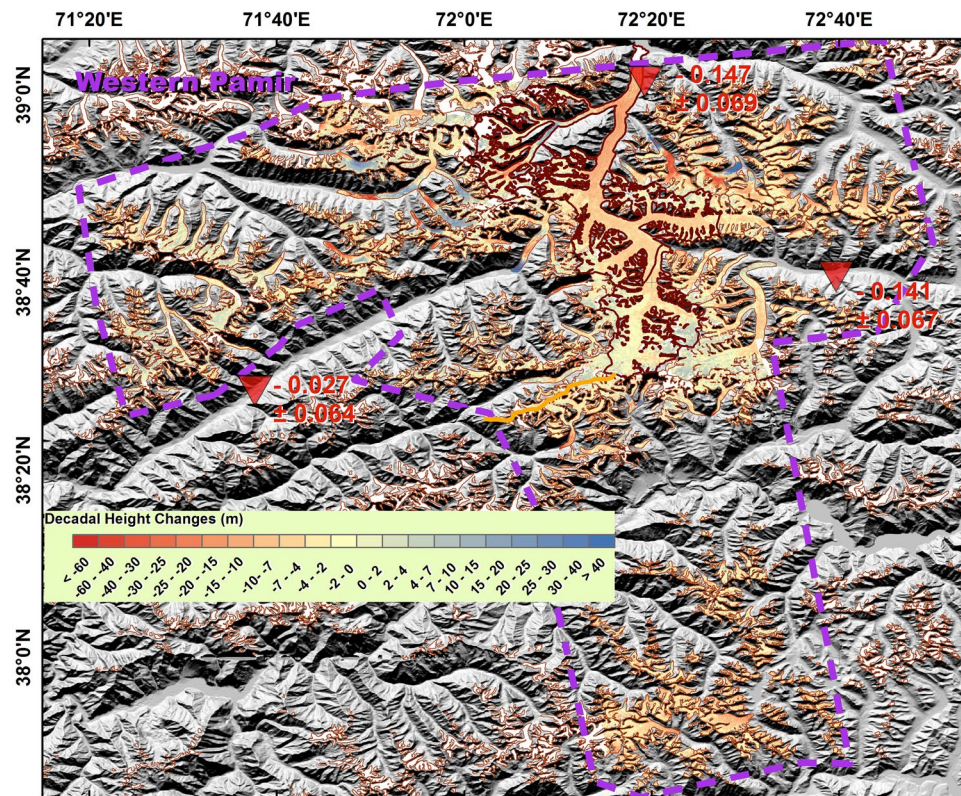 71°20'E 71°40'E 72°0'E 72°20'E 72°40'E
39°0'N
38°40'N
38°20'N
38°0'N
Western Pamir
- 0.147
± 0.069
- 0.141
± 0.067
- 0.027
± 0.064
Decadal Height Changes (m)
< -60
-60 - -40
-40 - -30
-30 - -25
-25 - -20
-20 - -15
-15 - -10
-10 - -7
-7 - -4
-4 - -2
-2 - 0
0 - 2
2 - 4
4 - 7
7 - 10
10 - 15
15 - 20
20 - 25
25 - 30
30 - 40
> 40